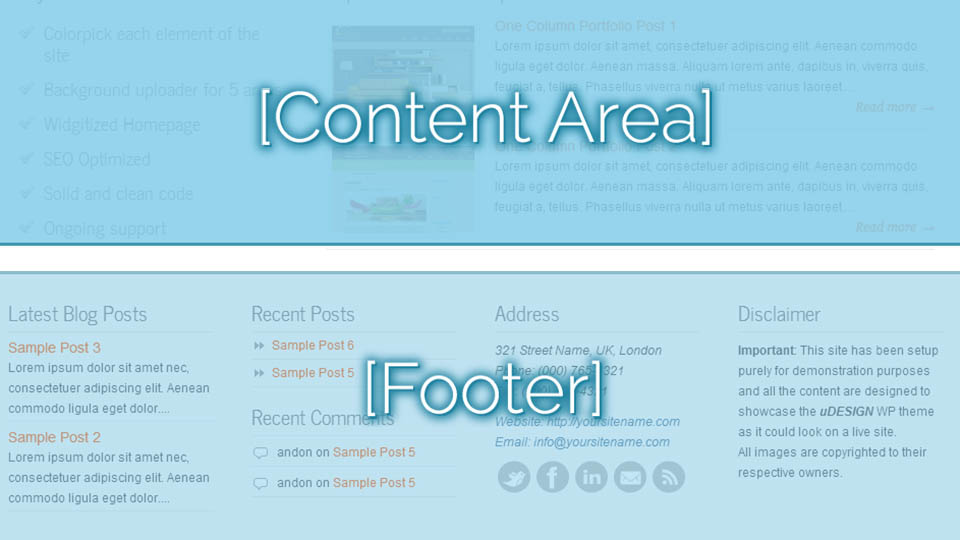 Colorpick each element of the
site
Background uploader for 5 a
Widgitized Homepage
SEO Optimized
Solid and clean code
Ongoing support
One Column Portfolio Post 1
Lorem ipsum dolor sit amet, consectetuer adipiscing elit. Aenean commodo
ligula eget dolor. Aenean massa. Aliquam lorem ante, dapibus in, viverra quis,
feugiat a, tellus. Phasellus viverra nulla ut metus varius laoreet...
Read more →
[Content Area]
One Column Portfolio Post
Lorem ipsum dolor sit amet, consectetuer adipiscing elit. Aenean commodo
ligula eget dolor. Aenean massa. Aliquam lorem ante, dapibus in, viverra quis,
feugiat a, tellus. Phasellus viverra nulla ut metus varius laoreet...
Read more →
Latest Blog Posts
Sample Post 3
Lorem ipsum dolor sit amet nec,
consectetuer adipiscing elit. Aenean
commodo ligula eget dolor....
Sample Post 2
Lorem ipsum dolor sit amet nec,
consectetuer adipiscing elit. Aenean
commodo ligula eget dolor....
Recent Posts
Sample Post 6
Sample Post 5
Recent Comments
andon on Sample Post 5
andon on Sample Post 5
[Footer]
Address
321 Street Name, UK, London
Phone: (000) 765 321
Website: http://yoursitename.com
Email: info@yoursitename.com
Disclaimer
Important: This site has been setup
purely for demonstration purposes
and all the content are designed to
showcase the uDESIGN WP theme
as it could look on a live site.
All images are copyrighted to their
respective owners.